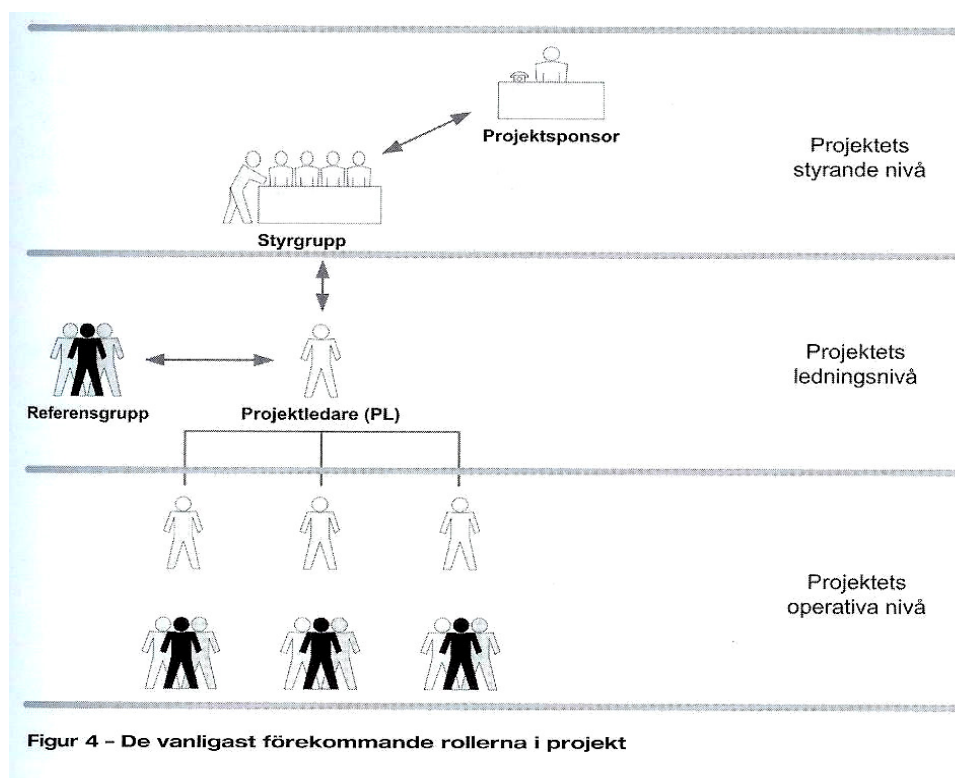 Projektsponsor
Projektets
styrande nivå
Styrgrupp
Projektets
ledningsnivå
Referensgrupp
Projektledare (PL)
Projektets
operativa nivå
Figur 4 – De vanligast förekommande rollerna i projekt